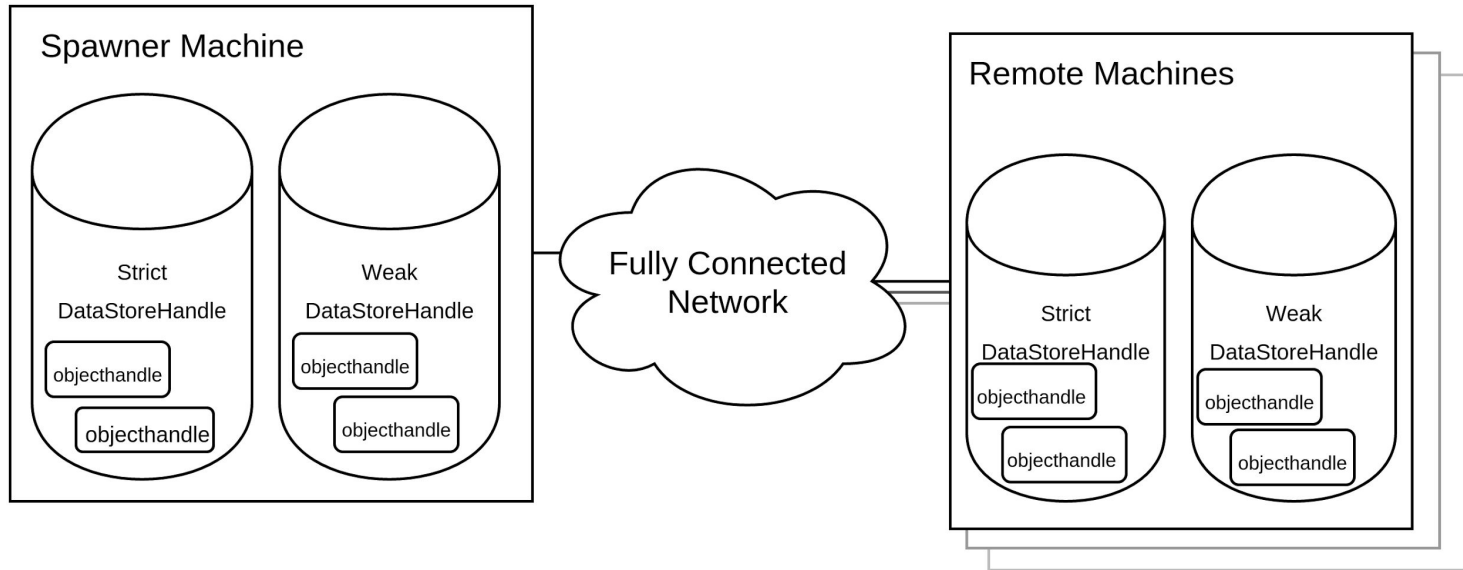 Spawner Machine
Strict
DataStoreHandle
objecthandle
objecthandle
Weak
DataStoreHandle
objecthandle
objecthandle
Fully Connected
Network
Remote Machines
Strict
DataStoreHandle
objecthandle
objecthandle
Weak
DataStoreHandle
objecthandle
objecthandle